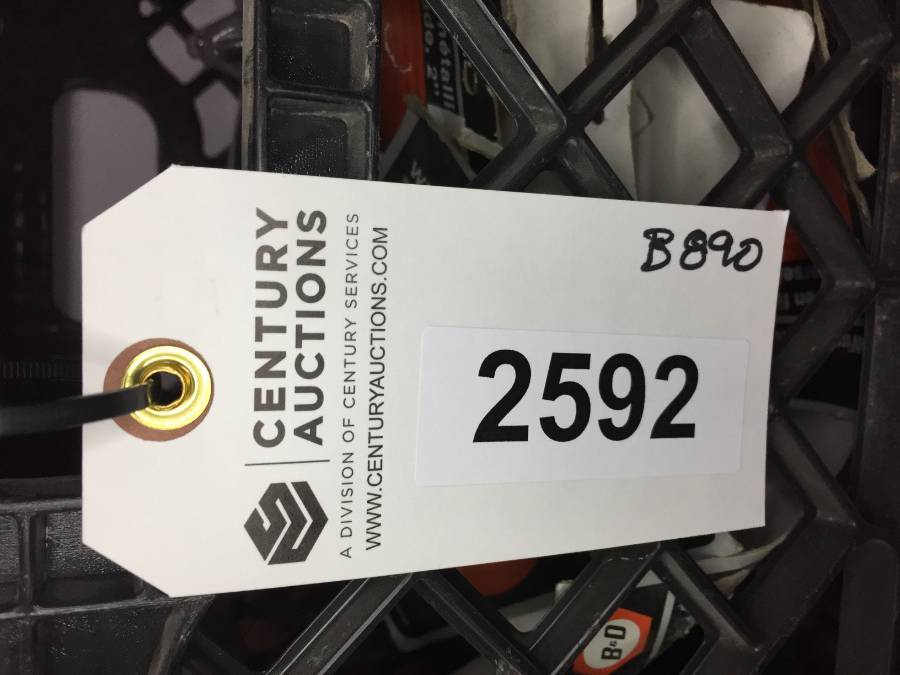 CENTURY
AUCTIONS
A DIVISION OF CENTURY SERVICES
WWW.CENTURYAUCTIONS.COM
B890
2592
B&D